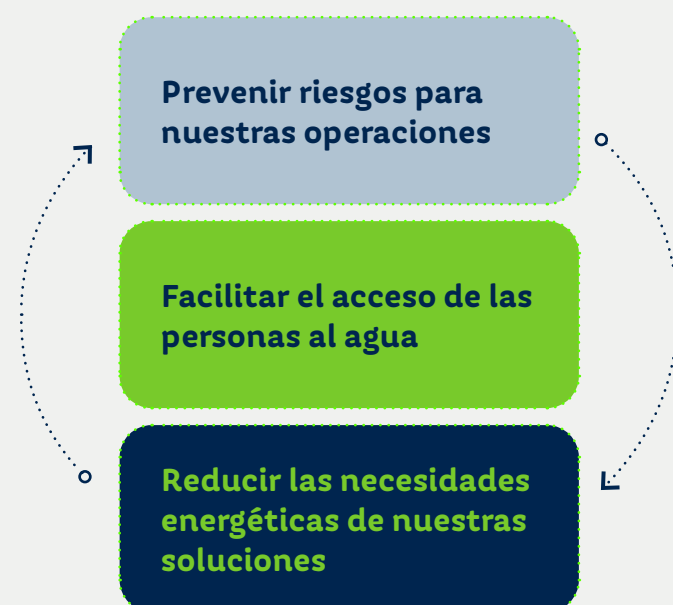 Prevenir riesgos para
nuestras operaciones
Facilitar el acceso de las
personas al agua
Reducir las necesidades
energéticas de nuestras
soluciones